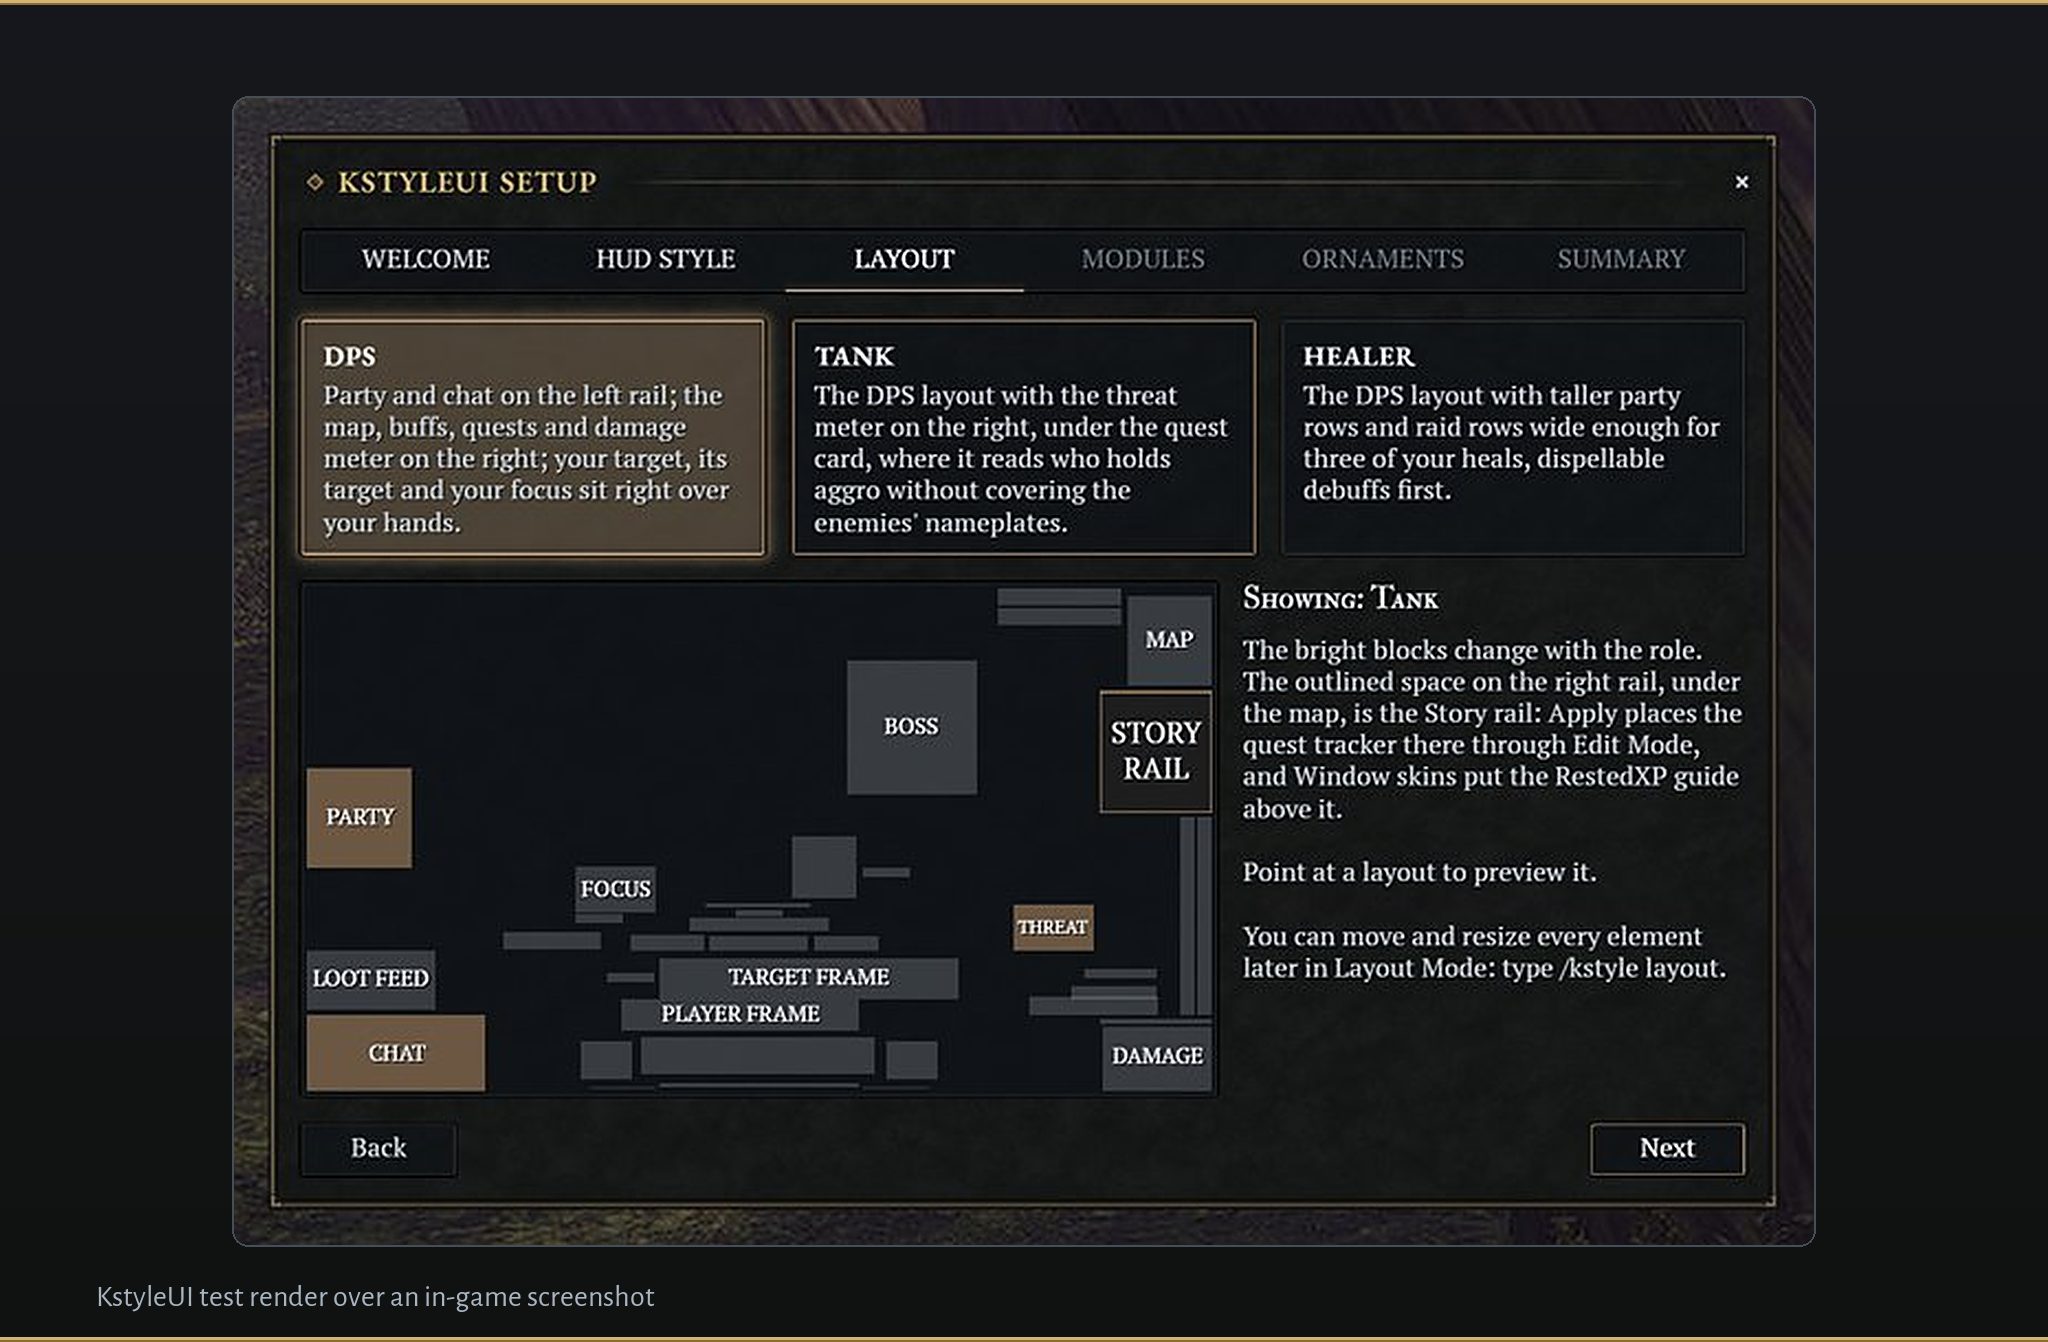 KSTYLEUI SETUP
×
WELCOME
HUD STYLE
LAYOUT
MODULES
ORNAMENTS
SUMMARY
DPS
Party and chat on the left rail; the
map, buffs, quests and damage
meter on the right; your target, its
target and your focus sit right over
your hands.
TANK
The DPS layout with the threat
meter on the right, under the quest
card, where it reads who holds
aggro without covering the
enemies' nameplates.
HEALER
The DPS layout with taller party
rows and raid rows wide enough for
three of your heals, dispellable
debuffs first.
MAP
BOSS
STORY
RAIL
PARTY
FOCUS
THREAT
LOOT FEED
TARGET FRAME
PLAYER FRAME
CHAT
DAMAGE
Showing: Tank
The bright blocks change with the role.
The outlined space on the right rail, under
the map, is the Story rail: Apply places the
quest tracker there through Edit Mode,
and Window skins put the RestedXP guide
above it.
Point at a layout to preview it.
You can move and resize every element
later in Layout Mode: type /kstyle layout.
Back
Next
KstyleUI test render over an in-game screenshot